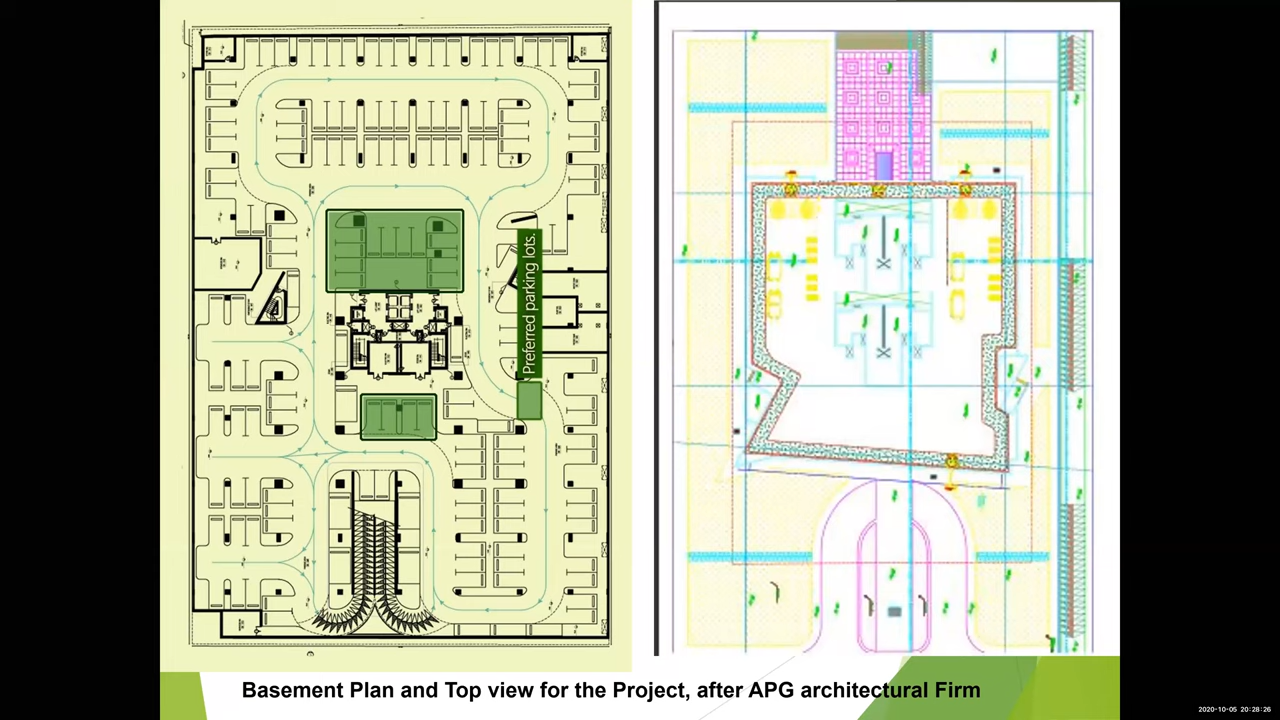 Preferred parking lots.
Basement Plan and Top view for the Project, after APG architectural Firm
2020-10-05 20:28:26